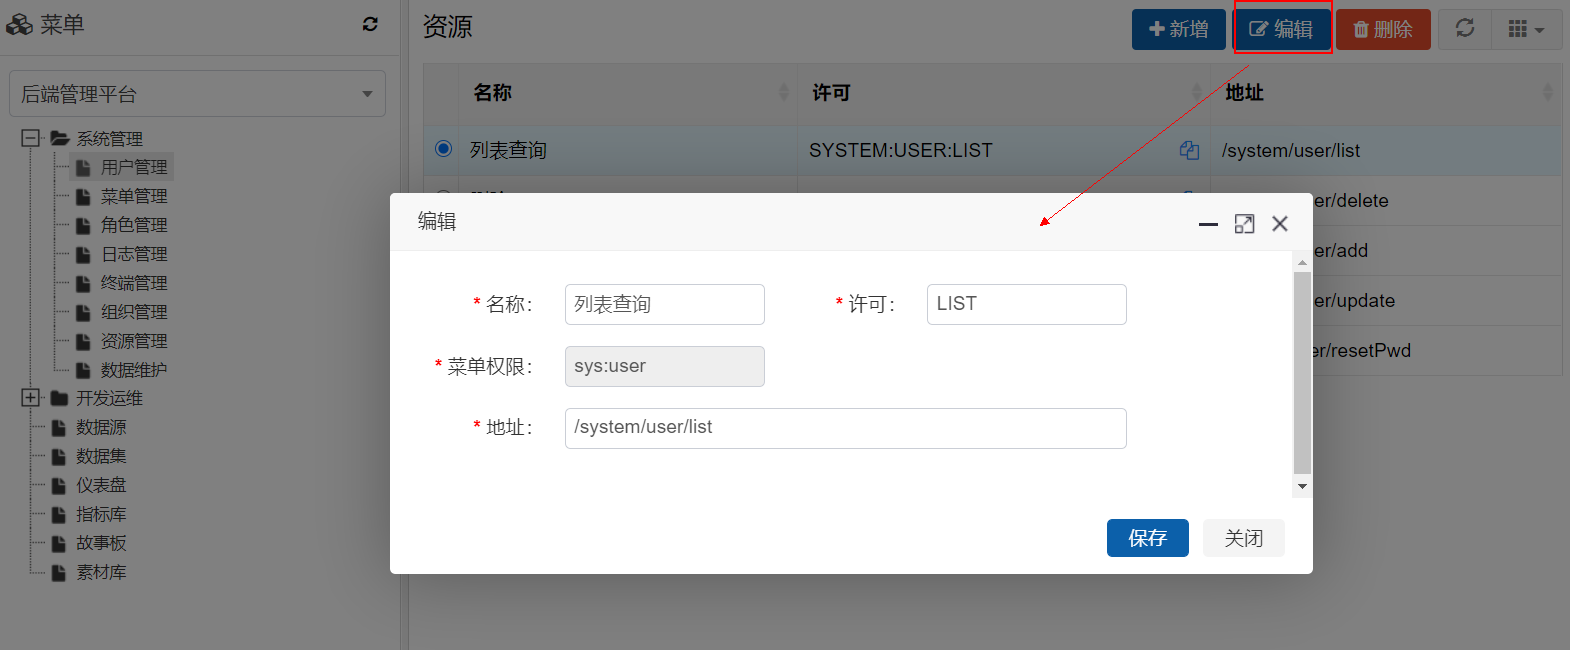 菜单
后端管理平台
系统管理
用户管理
菜单管理
角色管理
日志管理
终端管理
组织管理
资源管理
数据维护
开发运维
数据源
数据集
仪表盘
指标库
故事板
素材库
资源
新增 编辑 删除
名称 许可 地址
列表查询 SYSTEM:USER:LIST /system/user/list
er/delete
er/add
er/update
er/resetPwd
编辑
* 名称： 列表查询 * 许可： LIST
* 菜单权限： sys:user
* 地址： /system/user/list
保存 关闭